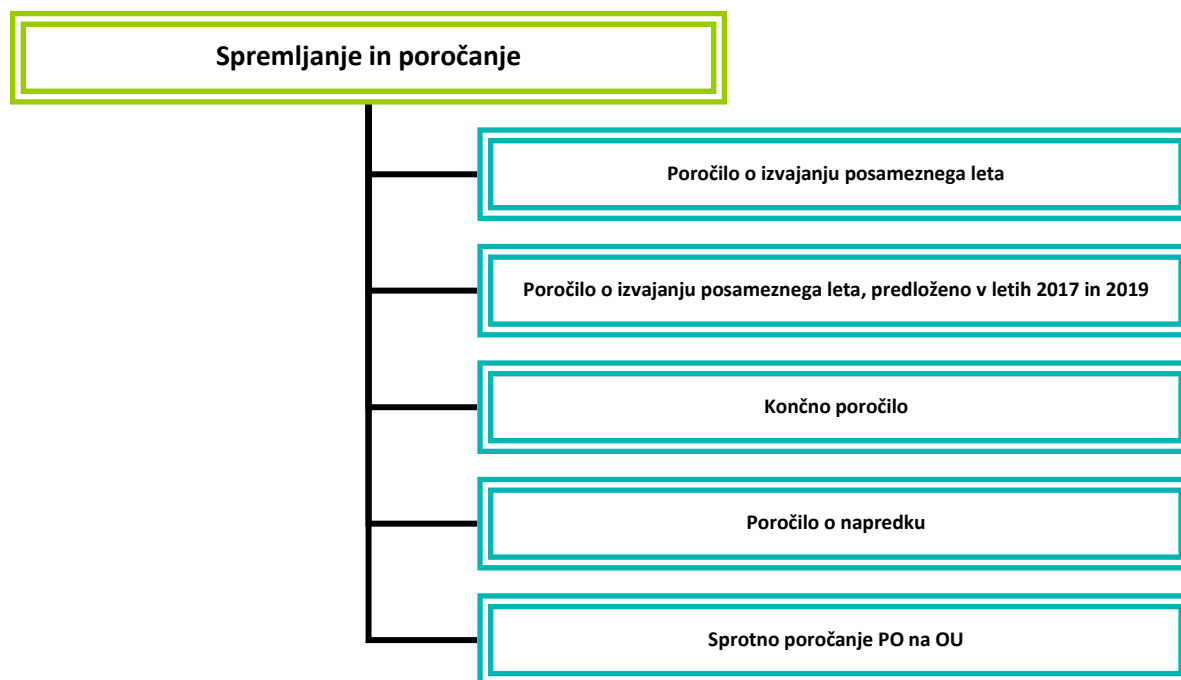 Spremljanje in poročanje
Poročilo o izvajanju posameznega leta
Poročilo o izvajanju posameznega leta, predloženo v letih 2017 in 2019
Končno poročilo
Poročilo o napredku
Sprotno poročanje PO na OU